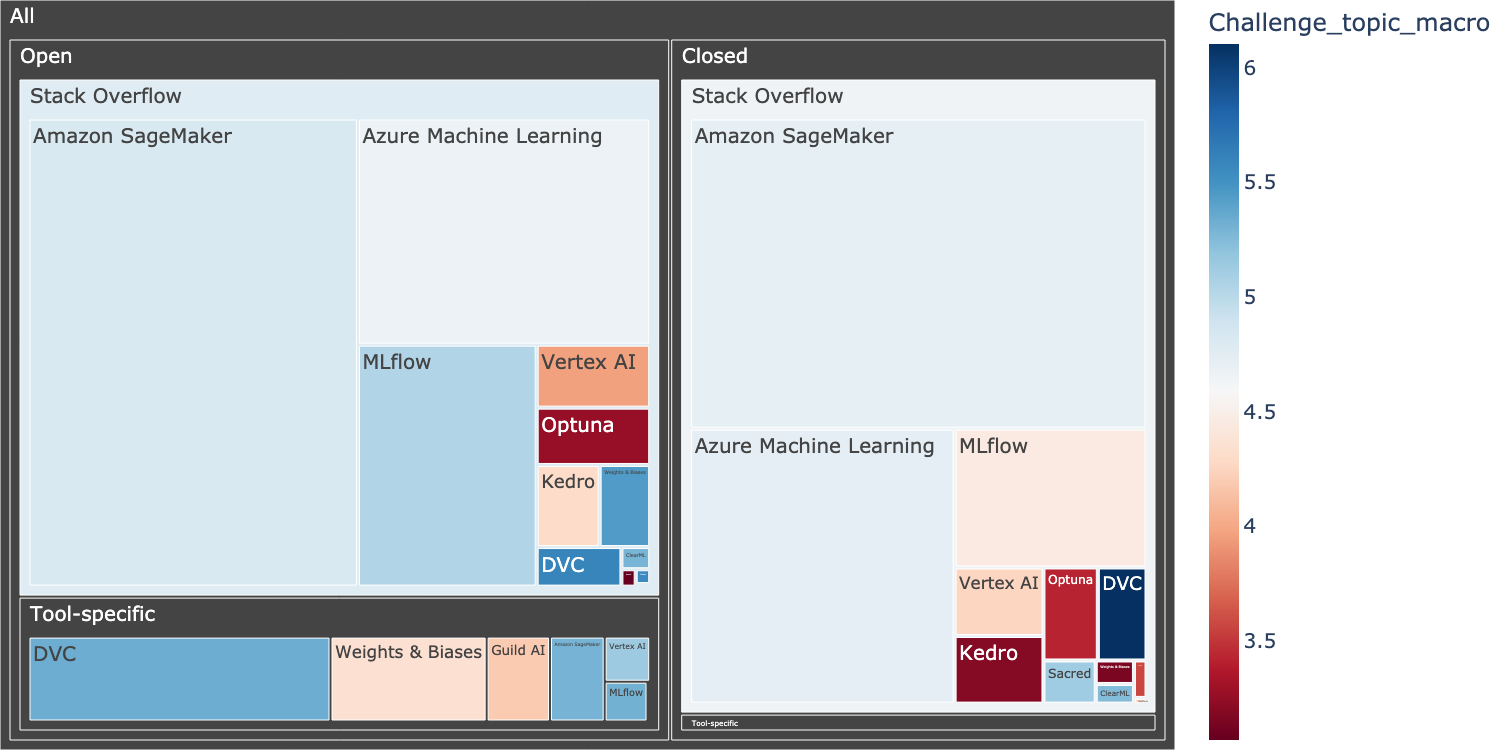 All
Open
Stack Overflow
Amazon SageMaker
Azure Machine Learning
MLflow
Vertex AI
Optuna
Kedro
Weights & Biases
DVC
ClearML
Tool-specific
DVC
Weights & Biases
Guild AI
Amazon SageMaker
Vertex AI
MLflow
Closed
Stack Overflow
Amazon SageMaker
Azure Machine Learning
MLflow
Vertex AI
Optuna
DVC
Kedro
Sacred
Weights & Biases
ClearML
Tool-specific
Challenge_topic_macro
6
5.5
5
4.5
4
3.5